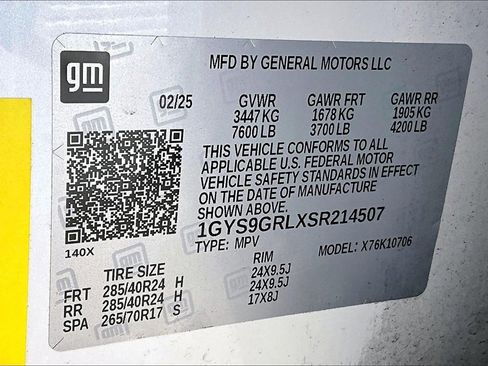 gm
MFD BY GENERAL MOTORS LLC
02/25 GVWR GAWR FRT GAWR RR
3447 KG 1678 KG 1905 KG
7600 LB 3700 LB 4200 LB
THIS VEHICLE CONFORMS TO ALL
APPLICABLE U.S. FEDERAL MOTOR
VEHICLE SAFETY STANDARDS IN EFFECT
ON THE DATE OF MANUFACTURE
SHOWN ABOVE.
1GYS9GRLXSR214507
140X TYPE: MPV MODEL: X76K10706
TIRE SIZE RIM
FRT 285/40R24 H 24X9.5J
RR 285/40R24 H 24X9.5J
SPA 265/70R17 S 17X8J